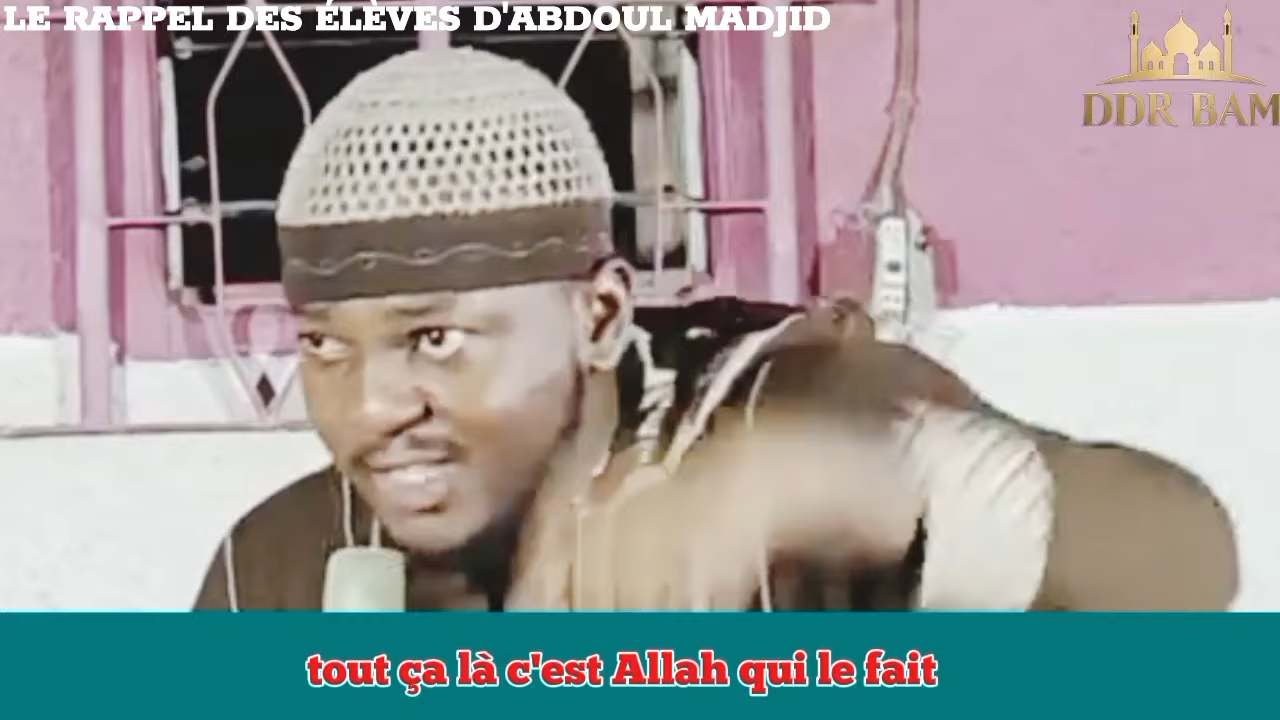 LE RAPPEL DES ÉLÈVES D'ABDOUL MADJID
DDR BAM
tout ça là c'est Allah qui le fait